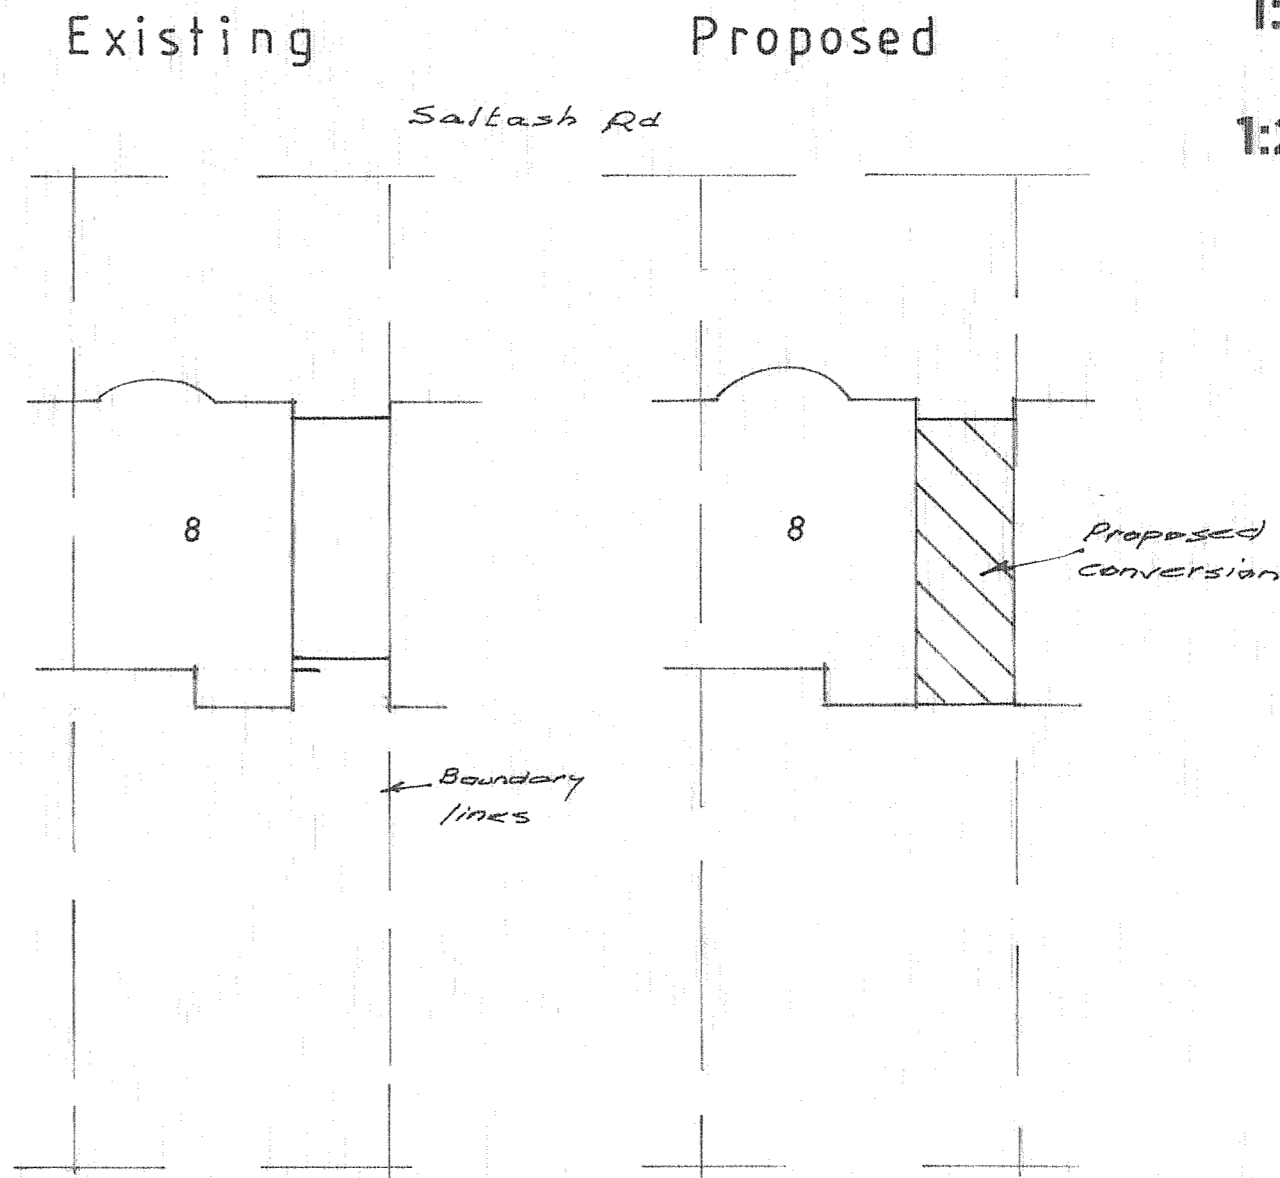 Existing
Proposed
Saltash Rd
8
8
Proposed
conversion
Boundary
lines